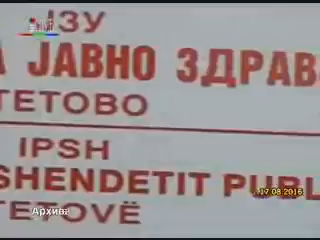 ЈЗУ
А ЈАВНО ЗДРАВ
ТЕТОВО
IPSH
SHENDETIT PUBL
TETOVË
17.08.2016
Архива